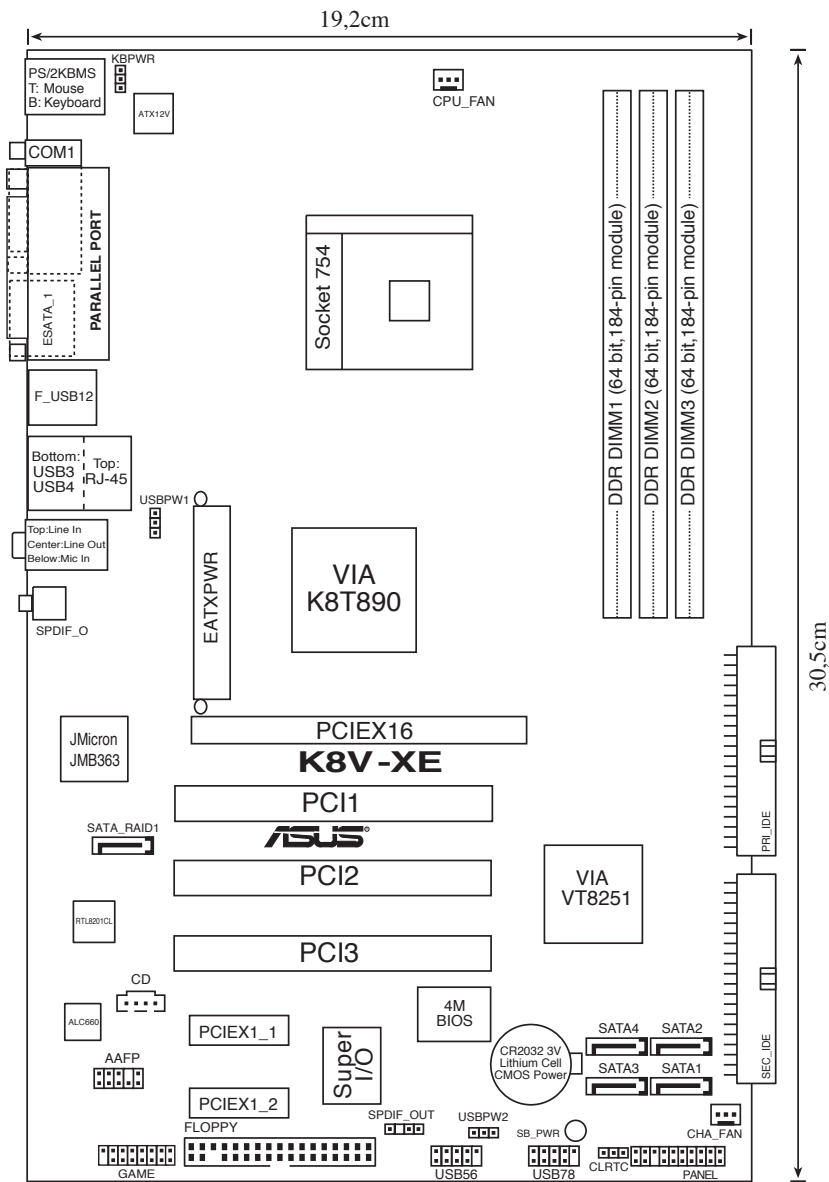 19,2cm
KBPWR
PS/2KBMS
T: Mouse
B: Keyboard
ATX12V
CPU_FAN
COM1
PARALLEL PORT
ESATA_1
Socket 754
DDR DIMM1 (64 bit,184-pin module)
DDR DIMM2 (64 bit,184-pin module)
DDR DIMM3 (64 bit,184-pin module)
F_USB12
Bottom:
USB3
USB4
Top:
RJ-45
USBPW1
Top:Line In
Center:Line Out
Below:Mic In
SPDIF_O
EATXPWR
VIA
K8T890
30,5cm
PCIEX16
K8V-XE
JMicron
JMB363
PCI1
SATA_RAID1
ASUS®
PRI_IDE
PCI2
VIA
VT8251
RTL8201CL
PCI3
CD
ALC660
4M
BIOS
PCIEX1_1
Super
I/O
CR2032 3V
Lithium Cell
CMOS Power
SATA4
SATA2
SATA3
SATA1
SEC_IDE
AAFP
PCIEX1_2
FLOPPY
SPDIF_OUT
USBPW2
SB_PWR
CHA_FAN
GAME
USB56
USB78
CLRTC
PANEL